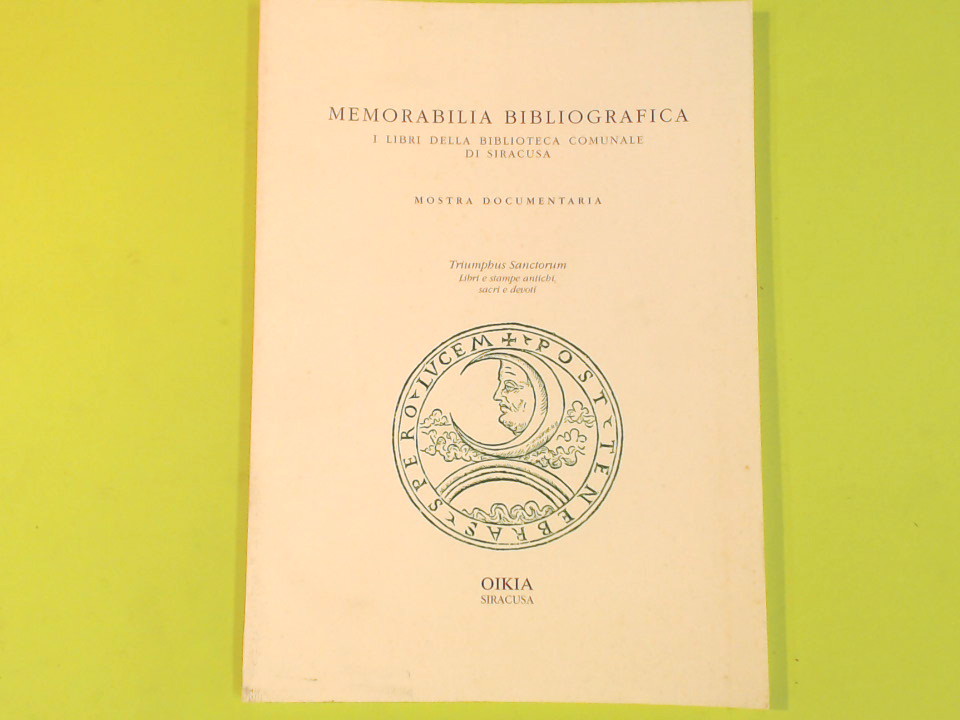 MEMORABILIA BIBLIOGRAFICA
I LIBRI DELLA BIBLIOTECA COMUNALE
DI SIRACUSA
MOSTRA DOCUMENTARIA
Triumphus Sanctorum
Libri e stampe antichi,
sacri e devoti
✠ POST TENEBRAS SPERO LVCEM
OIKIA
SIRACUSA